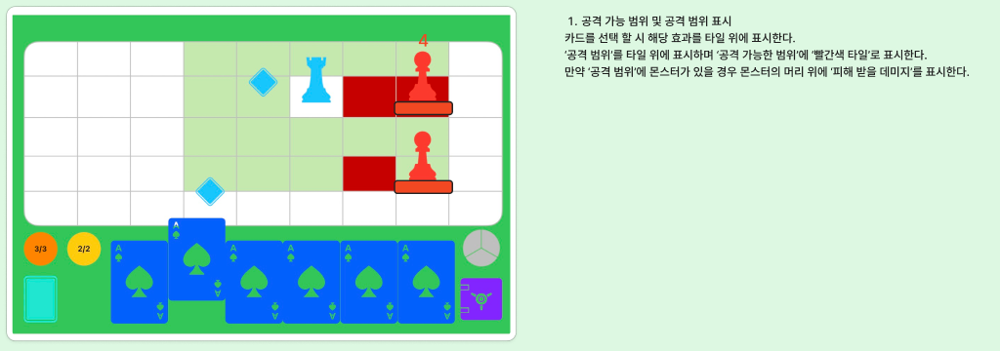 4
3/3
2/2
A
A
A
A
A
A
A
A
A
A
A
A
1. 공격 가능 범위 및 공격 범위 표시
카드를 선택 할 시 해당 효과를 타일 위에 표시한다.
‘공격 범위’를 타일 위에 표시하며 ‘공격 가능한 범위’에 ‘빨간색 타일’로 표시한다.
만약 ‘공격 범위’에 몬스터가 있을 경우 몬스터의 머리 위에 ‘피해 받을 데미지’를 표시한다.